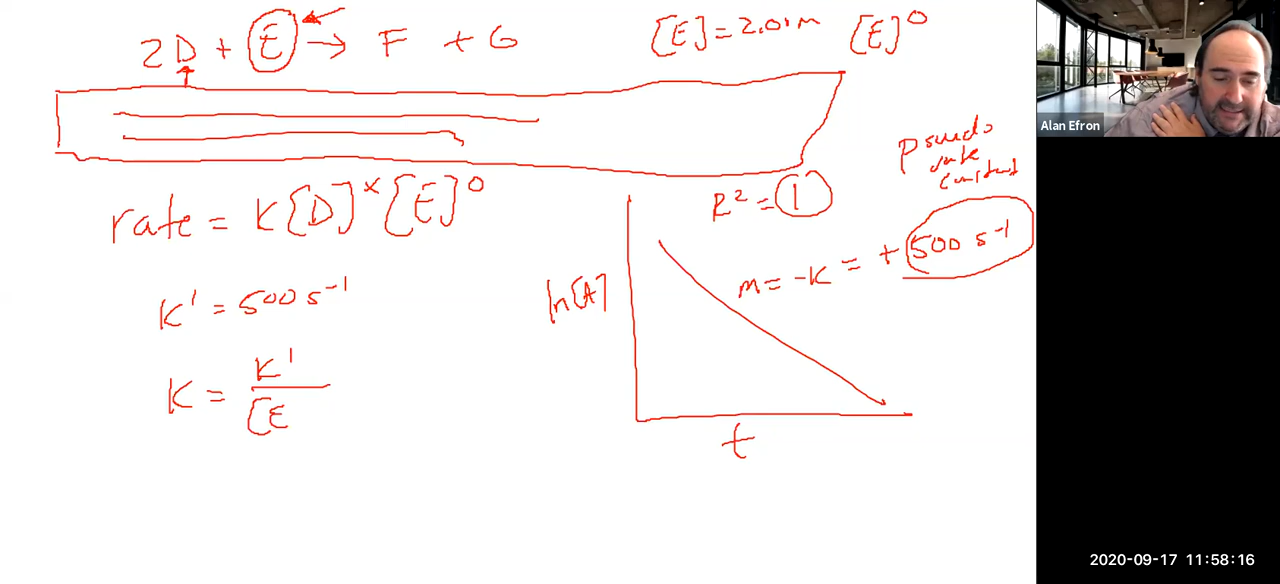 2D + E → F + G
[E] = 2.0 M [E]⁰
Alan Efron
pseudo
rate
constant
R² = 1
rate = K[D]ˣ[E]⁰
m = -K = + 500 s⁻¹
ln[A]
K' = 500 s⁻¹
K = K'
[E
t
2020-09-17 11:58:16